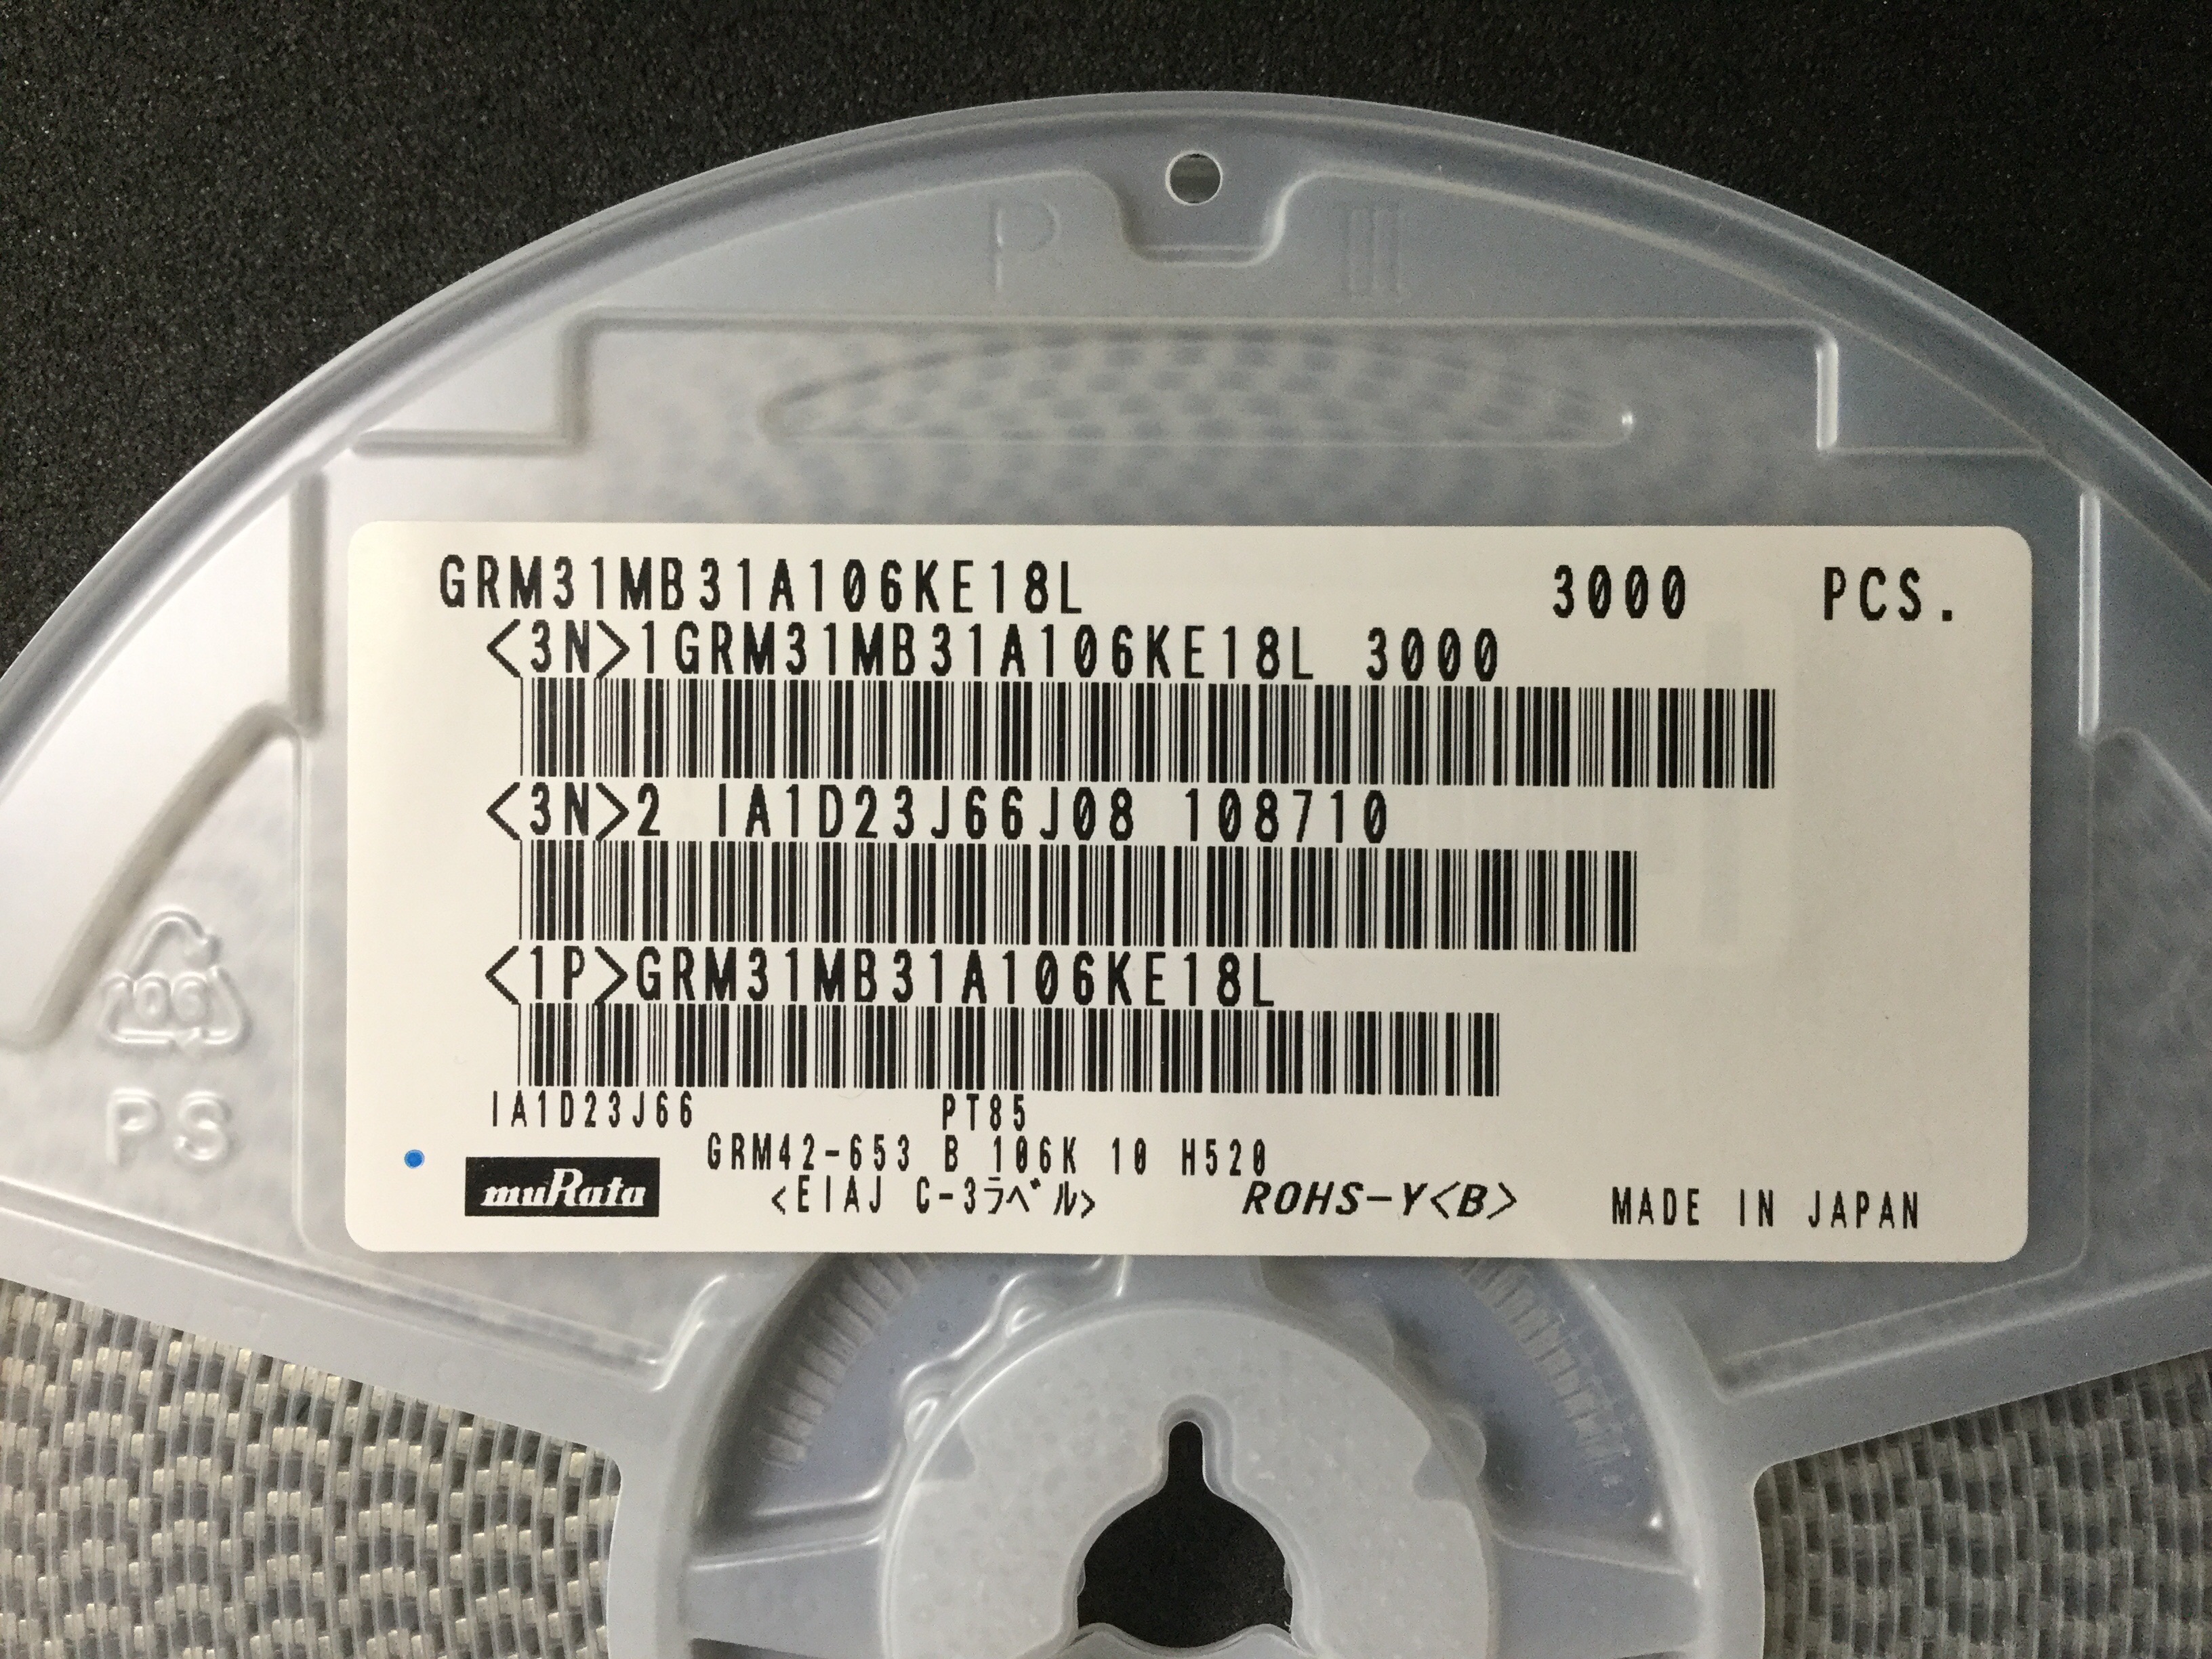 P III
GRM31MB31A106KE18L 3000 PCS.
<3N>1GRM31MB31A106KE18L 3000
<3N>2 IA1D23J66J08 108710
<1P>GRM31MB31A106KE18L
IA1D23J66 PT85
GRM42-653 B 106K 10 H520
muRata <EIAJ C-3ラベル> ROHS-Y<B> MADE IN JAPAN
06
PS